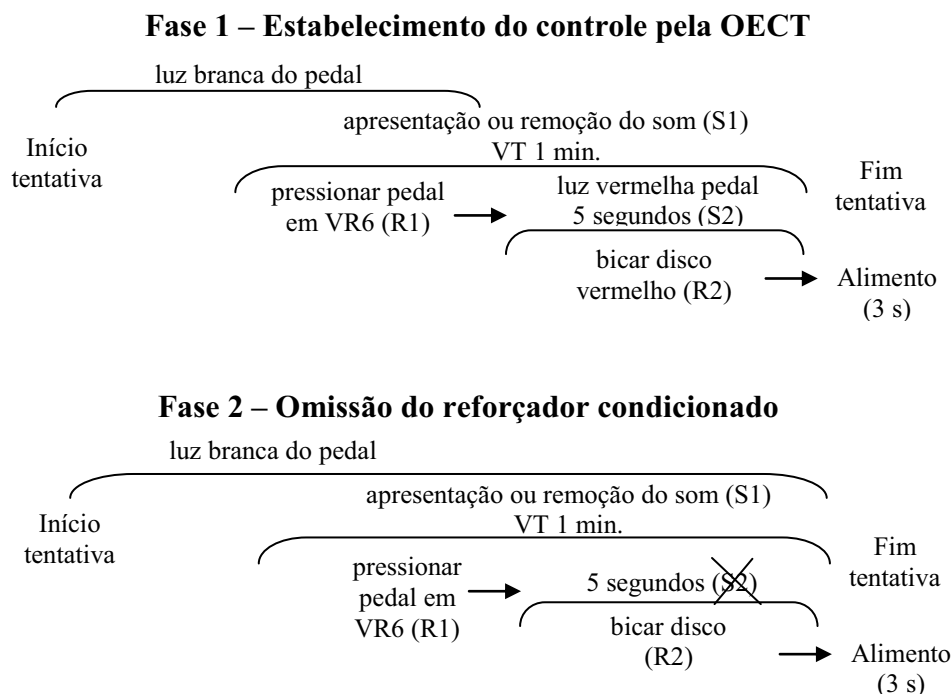 Fase 1 – Estabelecimento do controle pela OECT
luz branca do pedal
apresentação ou remoção do som (S1)
VT 1 min.
Início
tentativa
Fim
tentativa
pressionar pedal
em VR6 (R1)
luz vermelha pedal
5 segundos (S2)
bicar disco
vermelho (R2)
Alimento
(3 s)
Fase 2 – Omissão do reforçador condicionado
luz branca do pedal
apresentação ou remoção do som (S1)
VT 1 min.
Início
tentativa
Fim
tentativa
pressionar
pedal em
VR6 (R1)
5 segundos (S2)
bicar disco
(R2)
Alimento
(3 s)